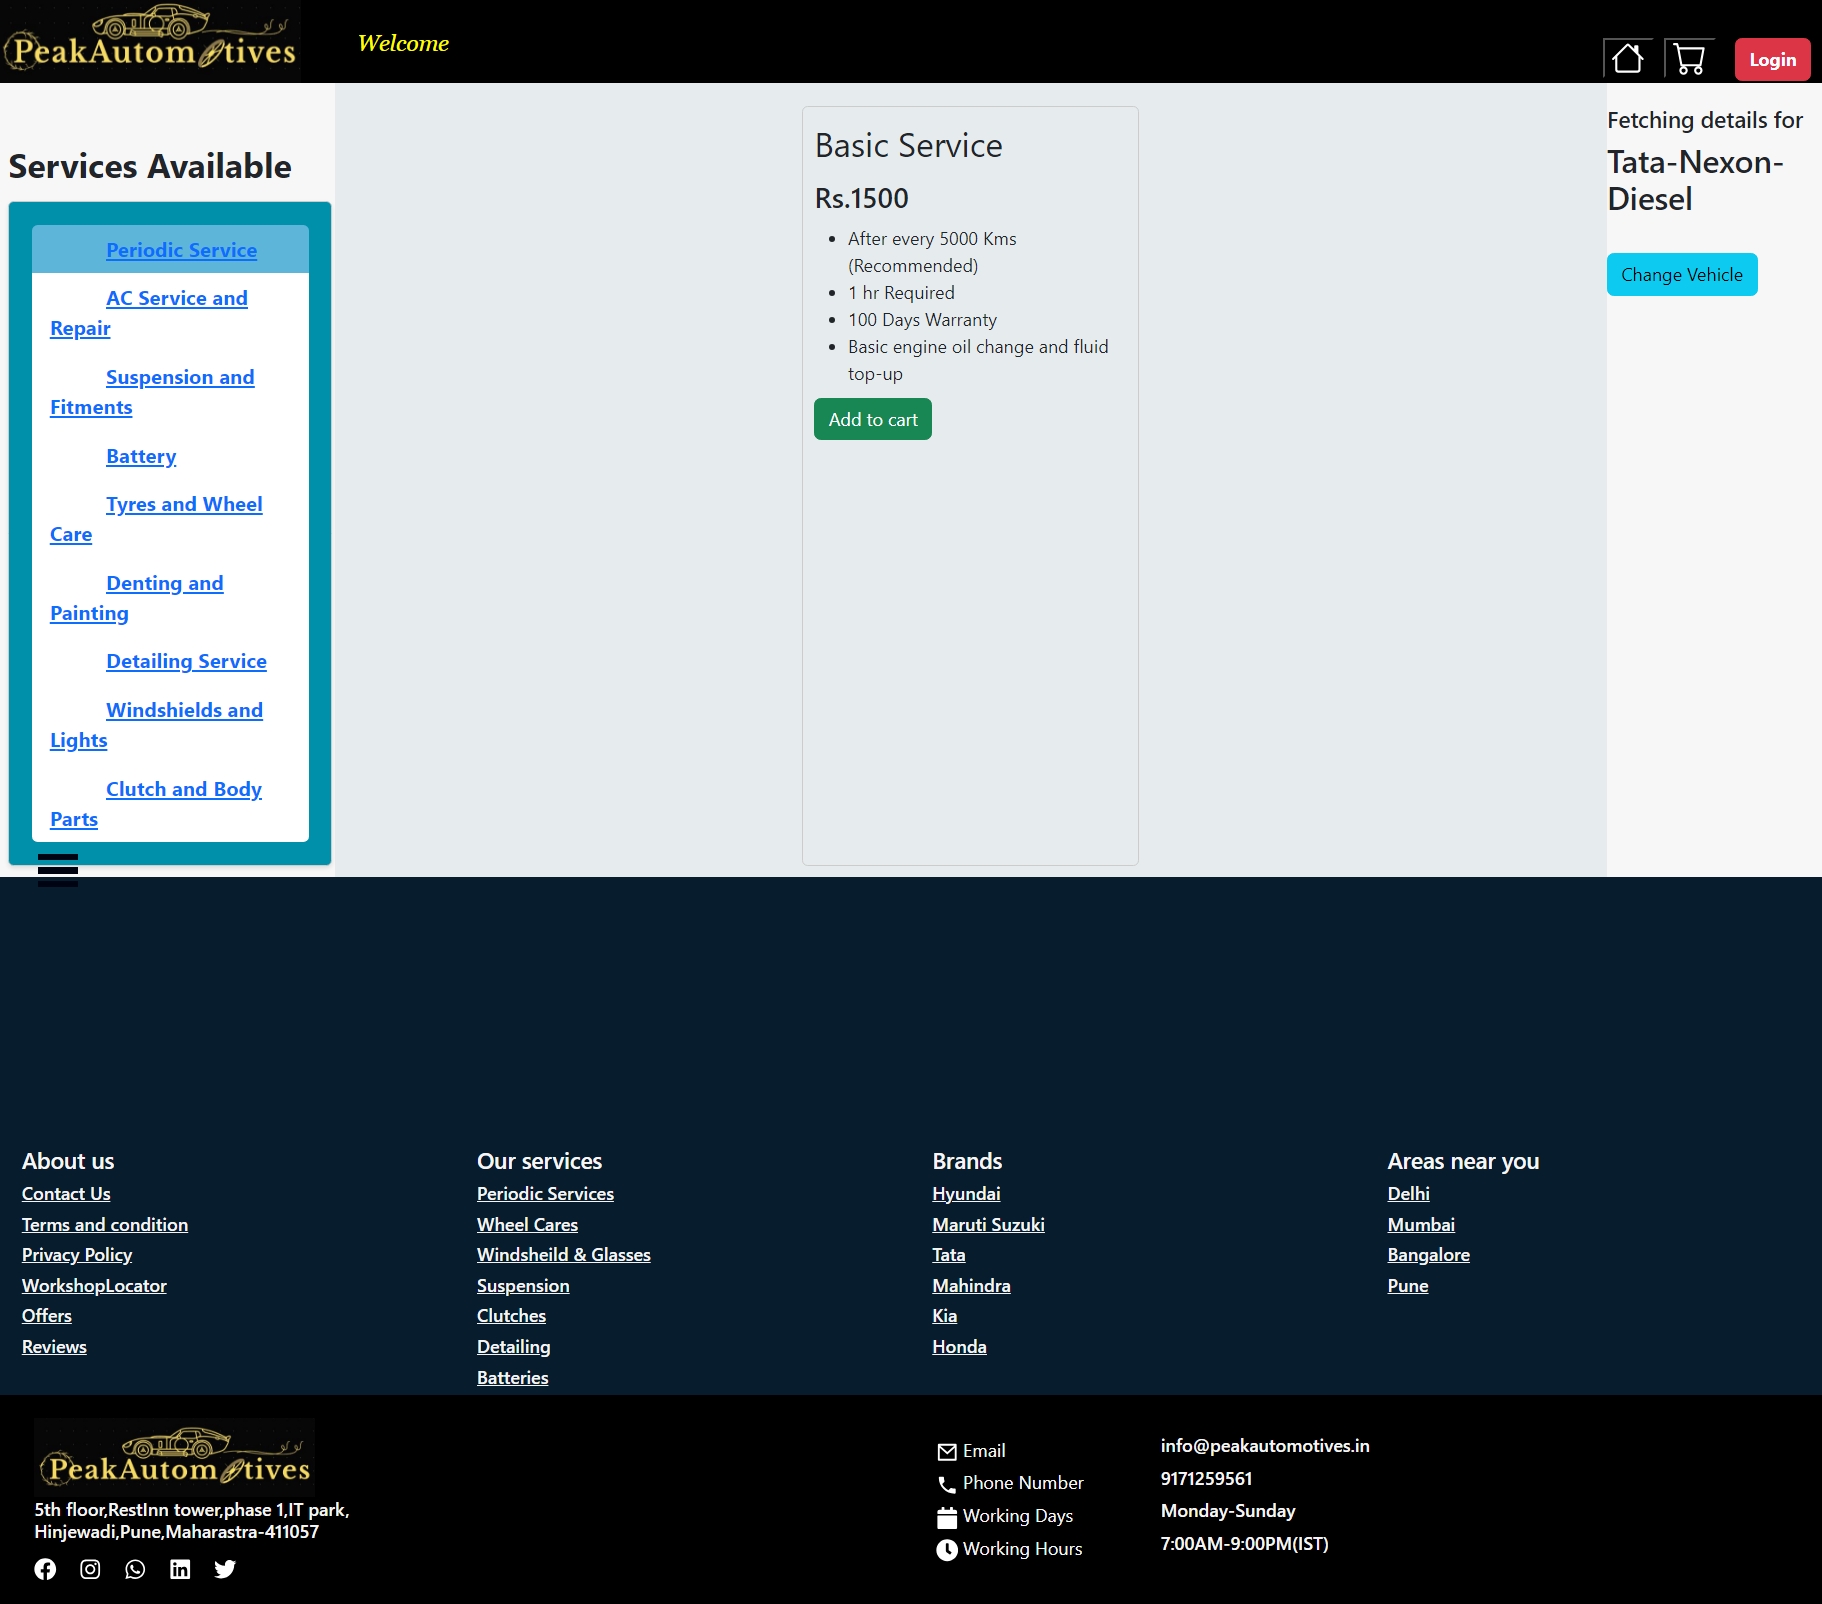 PeakAutomotives
Welcome
Login
Services Available
Periodic Service
AC Service and
Repair
Suspension and
Fitments
Battery
Tyres and Wheel
Care
Denting and
Painting
Detailing Service
Windshields and
Lights
Clutch and Body
Parts
Basic Service
Rs.1500
After every 5000 Kms
(Recommended)
1 hr Required
100 Days Warranty
Basic engine oil change and fluid
top-up
Add to cart
Fetching details for
Tata-Nexon-
Diesel
Change Vehicle
About us
Contact Us
Terms and condition
Privacy Policy
WorkshopLocator
Offers
Reviews
Our services
Periodic Services
Wheel Cares
Windsheild & Glasses
Suspension
Clutches
Detailing
Batteries
Brands
Hyundai
Maruti Suzuki
Tata
Mahindra
Kia
Honda
Areas near you
Delhi
Mumbai
Bangalore
Pune
PeakAutomotives
5th floor,RestInn tower,phase 1,IT park,
Hinjewadi,Pune,Maharastra-411057
Email info@peakautomotives.in
Phone Number 9171259561
Working Days Monday-Sunday
Working Hours 7:00AM-9:00PM(IST)